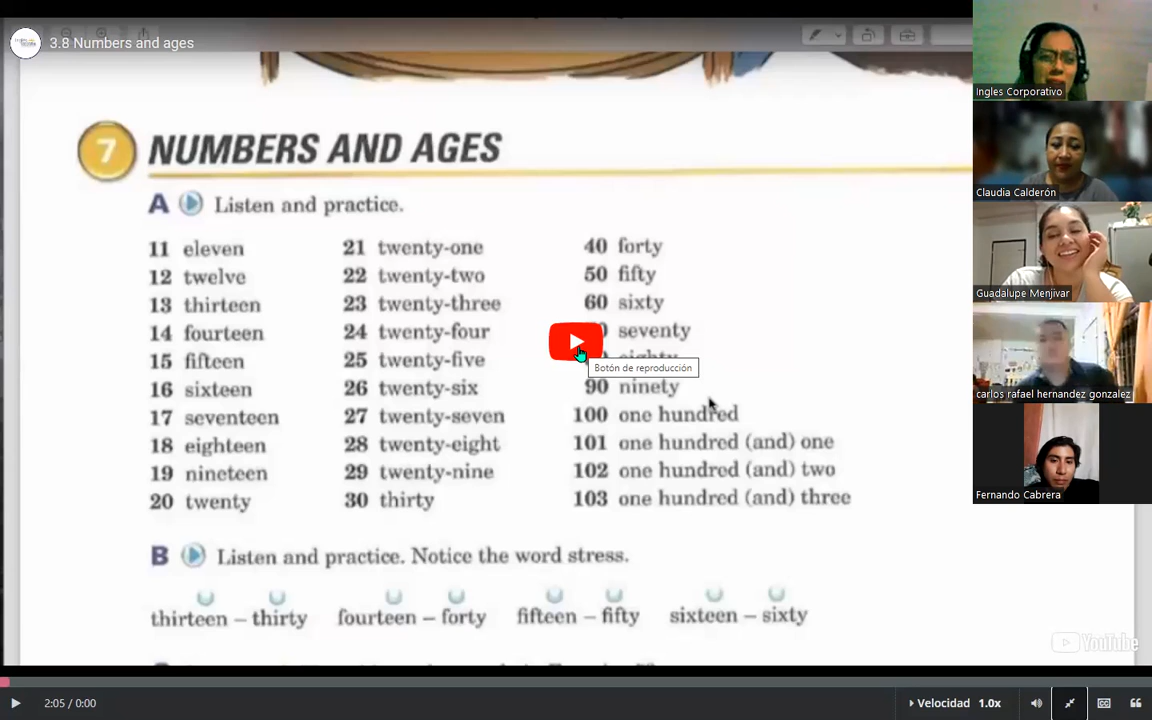 3.8 Numbers and ages
7 NUMBERS AND AGES
A Listen and practice.
11 eleven 21 twenty-one 40 forty
12 twelve 22 twenty-two 50 fifty
13 thirteen 23 twenty-three 60 sixty
14 fourteen 24 twenty-four 0 seventy
15 fifteen 25 twenty-five eighty
16 sixteen 26 twenty-six 90 ninety
17 seventeen 27 twenty-seven 100 one hundred
18 eighteen 28 twenty-eight 101 one hundred (and) one
19 nineteen 29 twenty-nine 102 one hundred (and) two
20 twenty 30 thirty 103 one hundred (and) three
Botón de reproducción
B Listen and practice. Notice the word stress.
thirteen – thirty fourteen – forty fifteen – fifty sixteen – sixty
YouTube
2:05 / 0:00
Velocidad 1.0x
Ingles Corporativo
Claudia Calderón
Guadalupe Menjivar
carlos rafael hernandez gonzalez
Fernando Cabrera